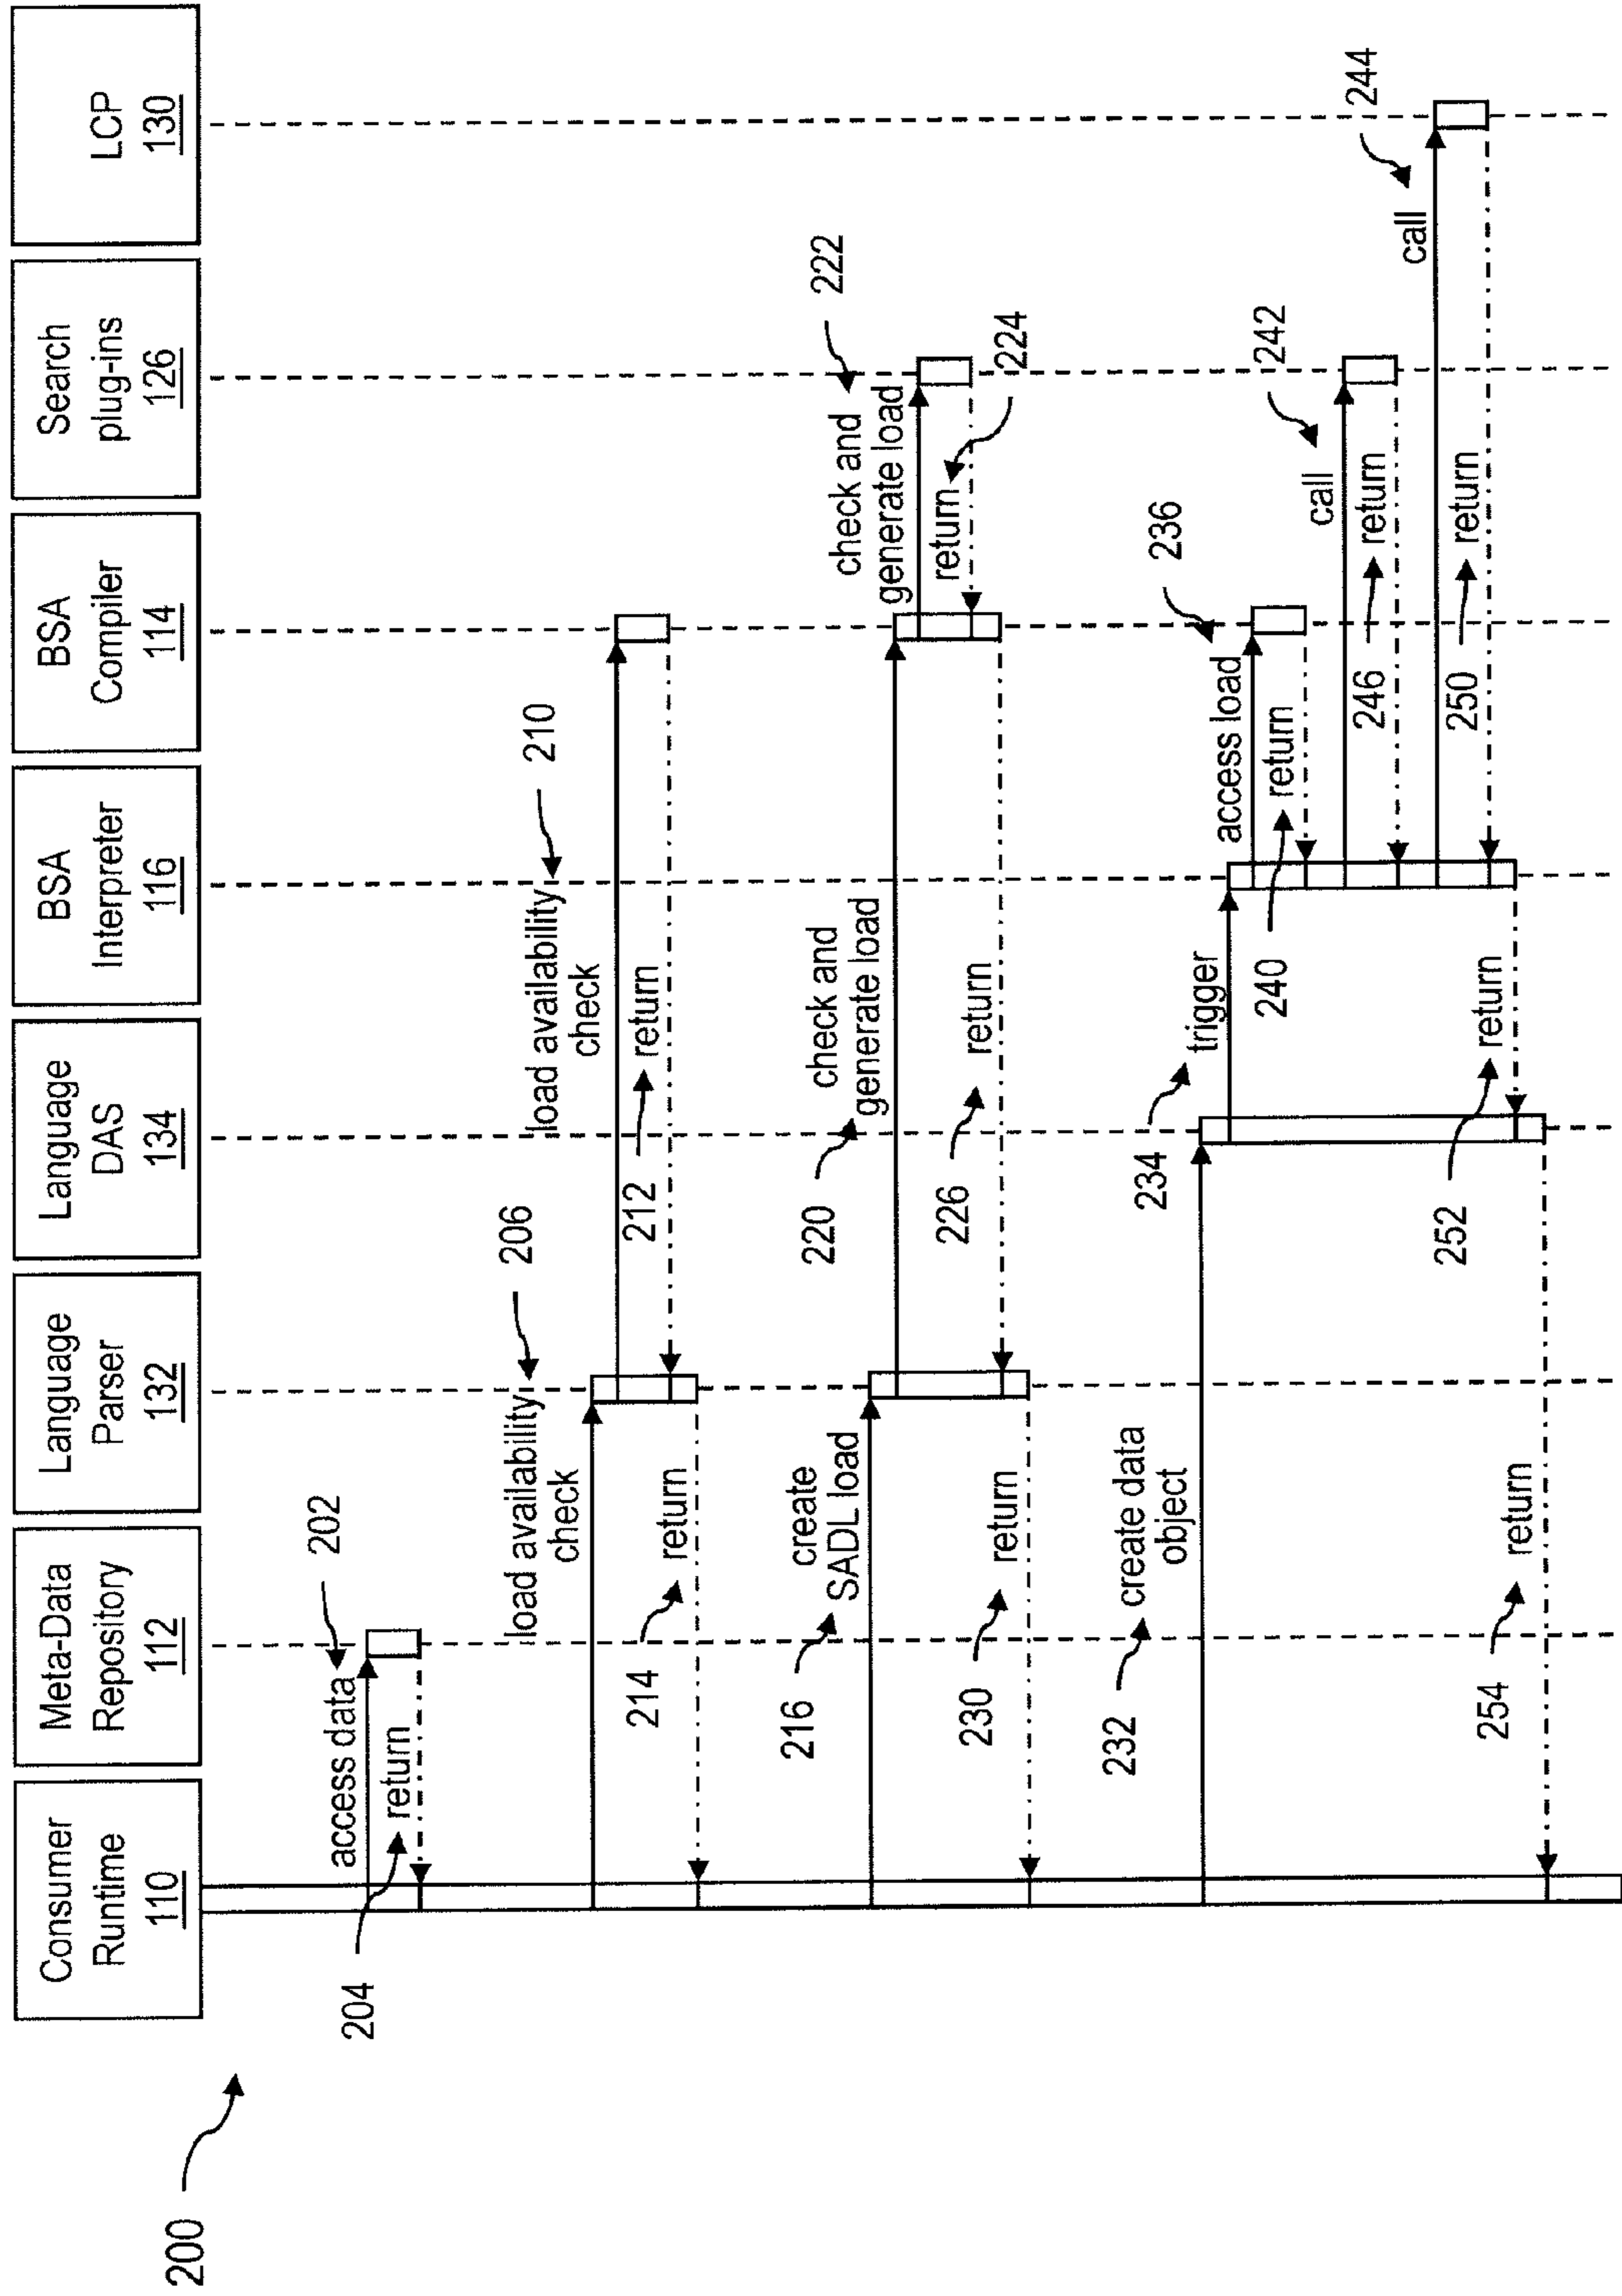 200
Consumer
Runtime
110
Meta-Data
Repository
112
Language
Parser
132
Language
DAS
134
BSA
Interpreter
116
BSA
Compiler
114
Search
plug-ins
126
LCP
130
access data
202
204
return
load availability
check
206
load availability
check
210
212
return
214
return
216
create
SADL load
220
check and
generate load
check and
generate load
222
return
224
226
return
230
return
232
create data
object
234
trigger
access load
236
240
return
call
242
246
return
call
244
250
return
252
return
254
return